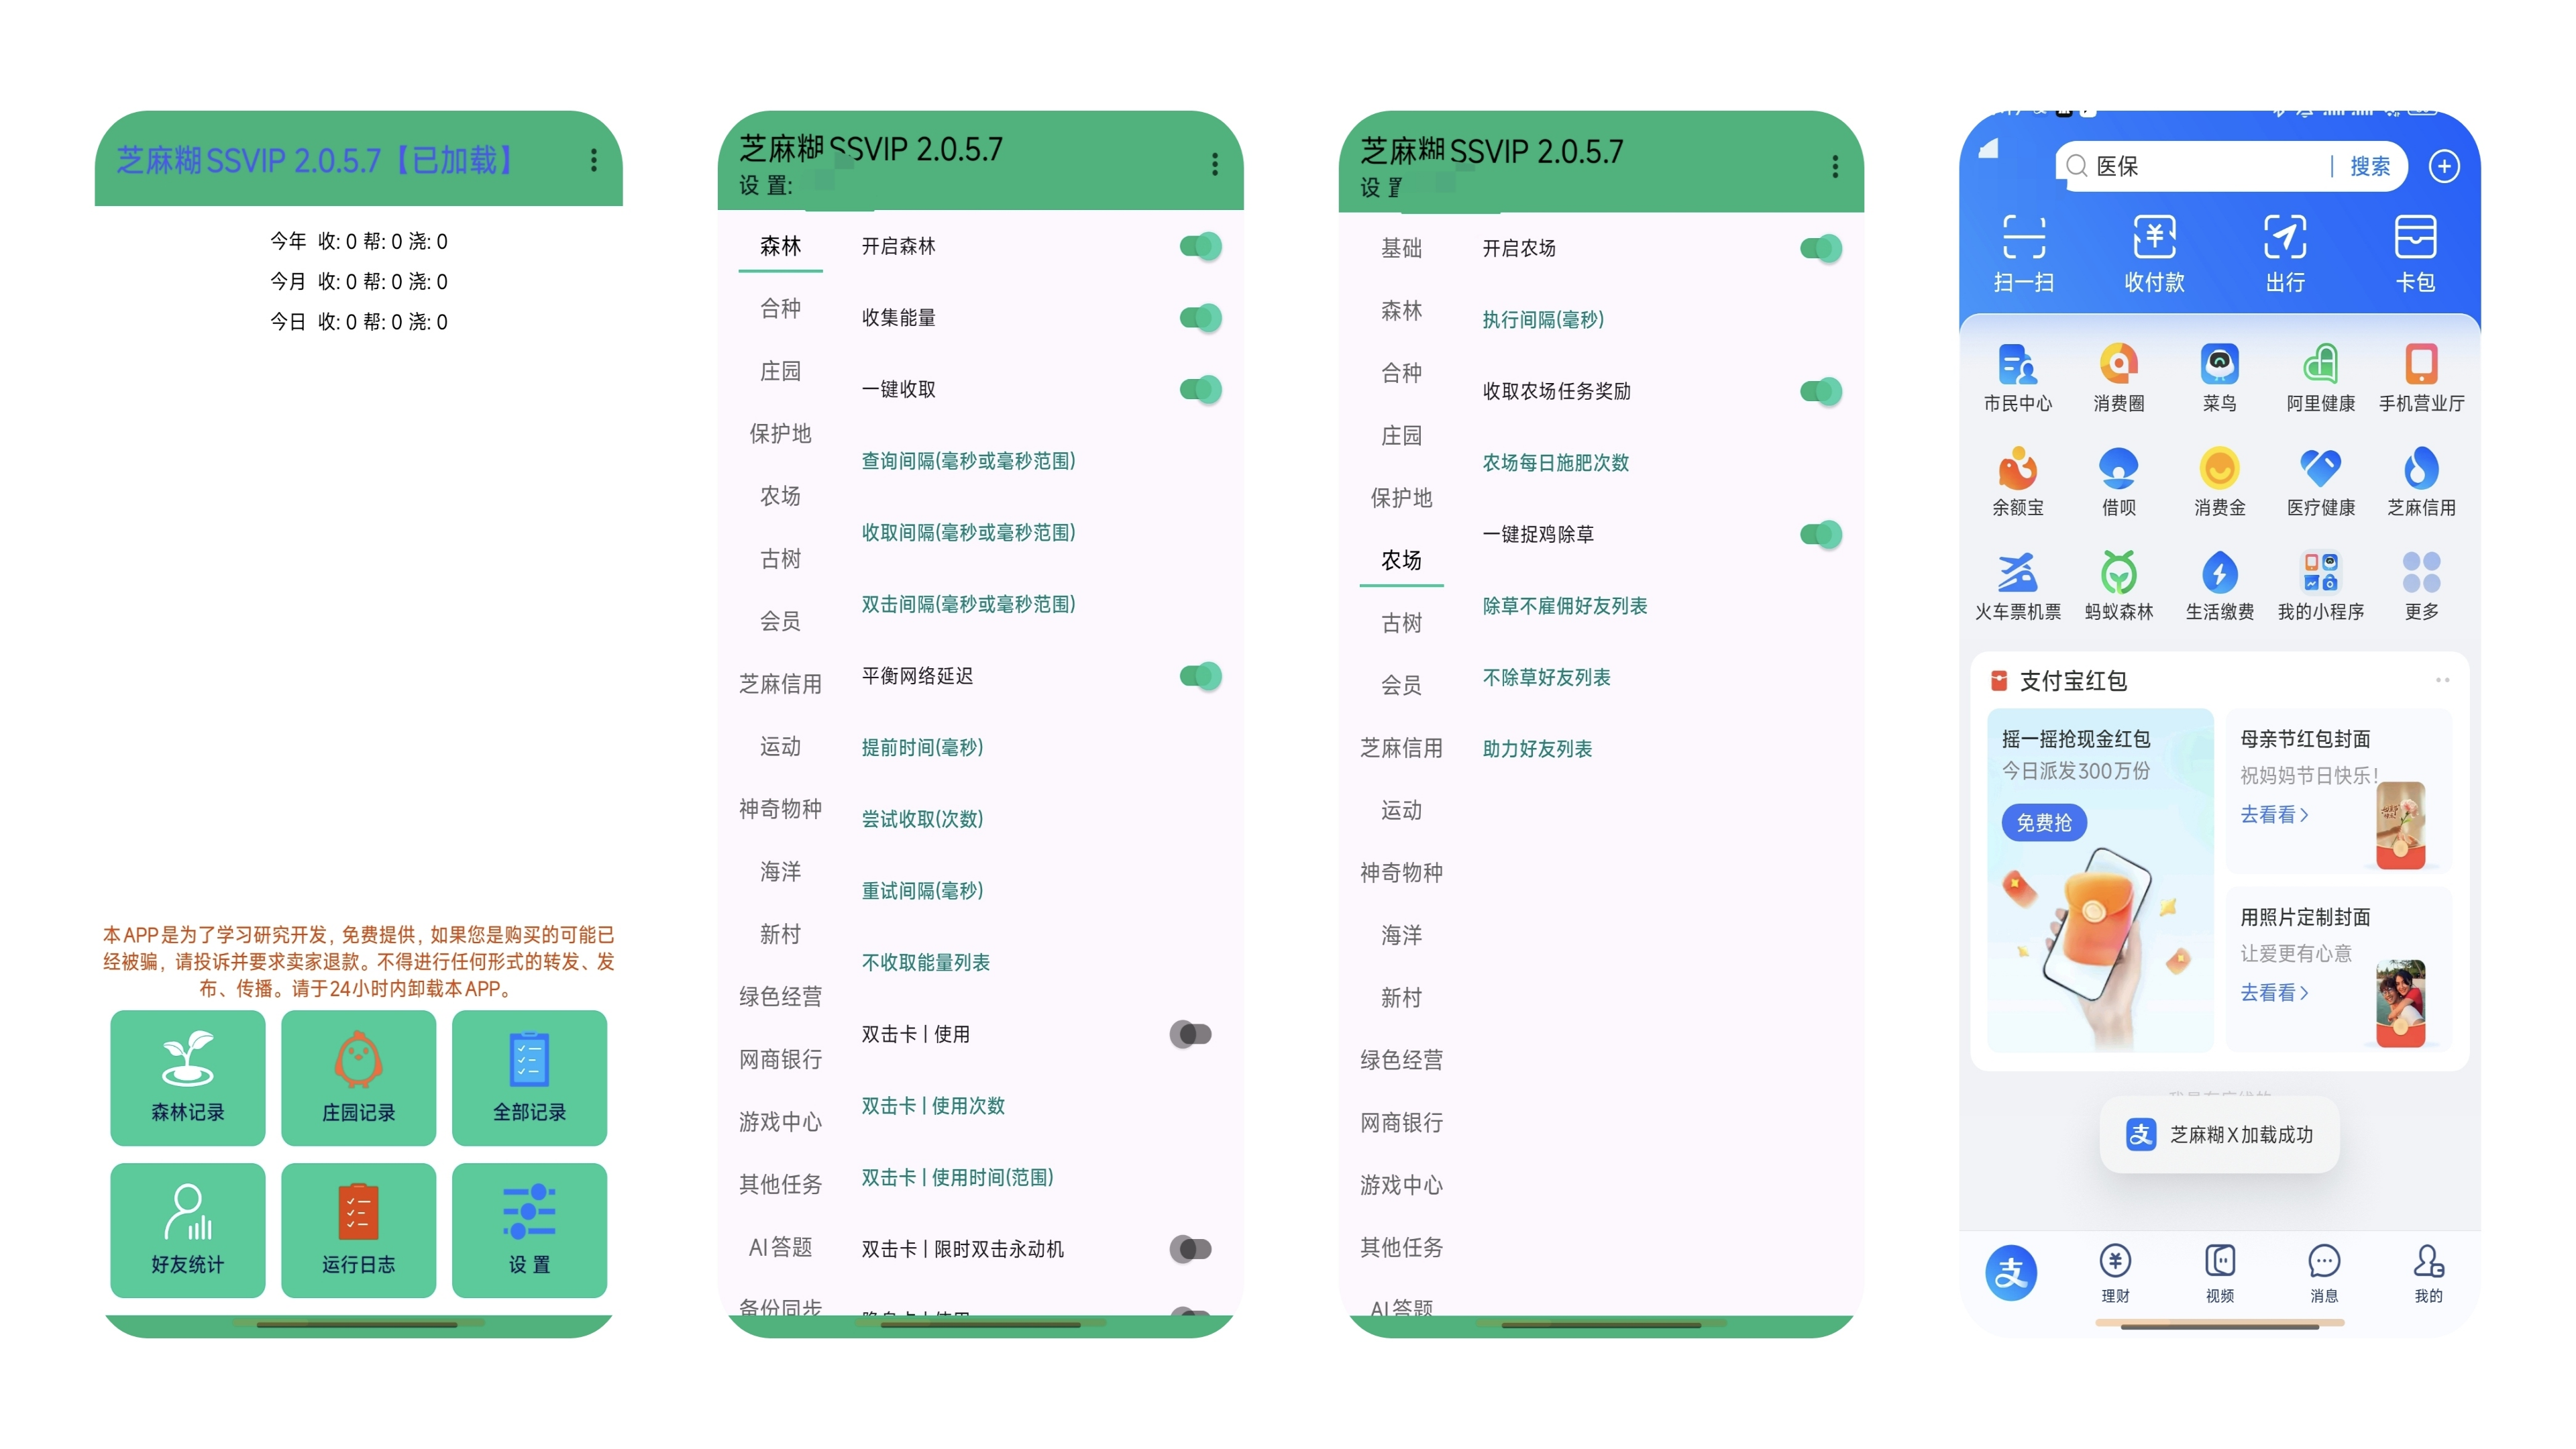 芝麻糊SSVIP 2.0.5.7【已加载】
今年 收: 0 帮: 0 浇: 0
今月 收: 0 帮: 0 浇: 0
今日 收: 0 帮: 0 浇: 0
本APP是为了学习研究开发, 免费提供, 如果您是购买的可能已
经被骗, 请投诉并要求卖家退款。不得进行任何形式的转发、发
布、传播。请于24小时内卸载本APP。
森林记录
庄园记录
全部记录
好友统计
运行日志
设 置
芝麻糊SSVIP 2.0.5.7
设 置:
森林
合种
庄园
保护地
农场
古树
会员
芝麻信用
运动
神奇物种
海洋
新村
绿色经营
网商银行
游戏中心
其他任务
AI答题
备份同步
开启森林
收集能量
一键收取
查询间隔(毫秒或毫秒范围)
收取间隔(毫秒或毫秒范围)
双击间隔(毫秒或毫秒范围)
平衡网络延迟
提前时间(毫秒)
尝试收取(次数)
重试间隔(毫秒)
不收取能量列表
双击卡 | 使用
双击卡 | 使用次数
双击卡 | 使用时间(范围)
双击卡 | 限时双击永动机
芝麻糊SSVIP 2.0.5.7
设 置
基础
森林
合种
庄园
保护地
农场
古树
会员
芝麻信用
运动
神奇物种
海洋
新村
绿色经营
网商银行
游戏中心
其他任务
AI答题
开启农场
执行间隔(毫秒)
收取农场任务奖励
农场每日施肥次数
一键捉鸡除草
除草不雇佣好友列表
不除草好友列表
助力好友列表
医保 | 搜索
扫一扫
收付款
出行
卡包
市民中心
消费圈
菜鸟
阿里健康
手机营业厅
余额宝
借呗
消费金
医疗健康
芝麻信用
火车票机票
蚂蚁森林
生活缴费
我的小程序
更多
支付宝红包
摇一摇抢现金红包
今日派发300万份
免费抢
母亲节红包封面
祝妈妈节日快乐!
去看看>
用照片定制封面
让爱更有心意
去看看>
支 芝麻糊X加载成功
支
理财
视频
消息
我的